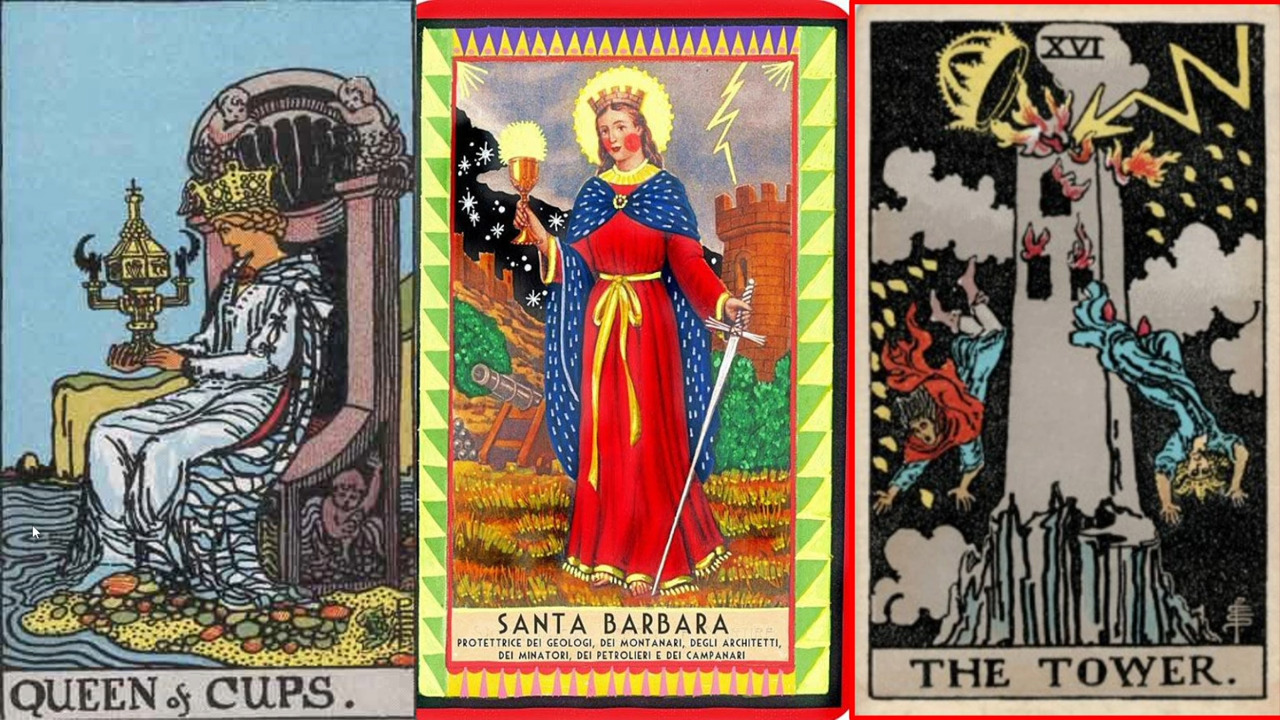 QUEEN of CUPS.
SANTA BARBARA
PROTETTRICE DEI GEOLOGI, DEI MONTANARI, DEGLI ARCHITETTI,
DEI MINATORI, DEI PETROLIERI E DEI CAMPANARI
XVI
THE TOWER.